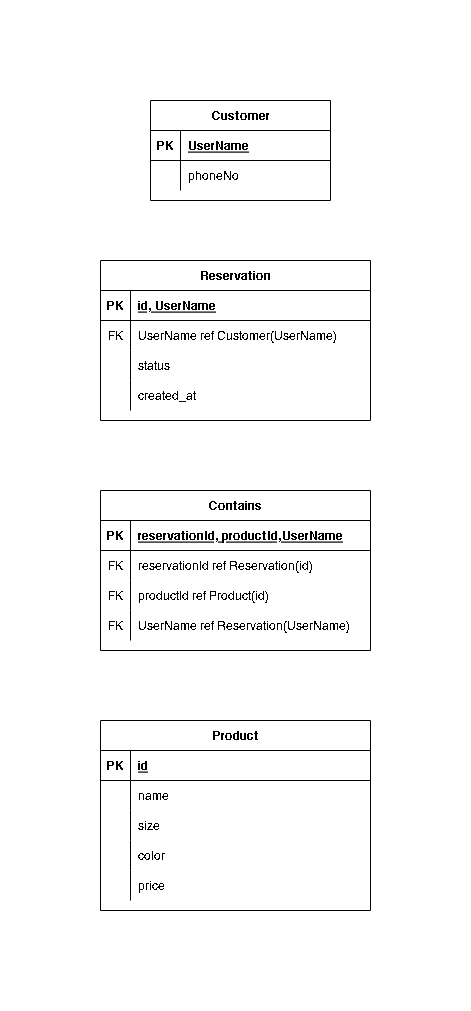 Customer
PK UserName
phoneNo
Reservation
PK id, UserName
FK UserName ref Customer(UserName)
status
created_at
Contains
PK reservationId, productId,UserName
FK reservationId ref Reservation(id)
FK productId ref Product(id)
FK UserName ref Reservation(UserName)
Product
PK id
name
size
color
price